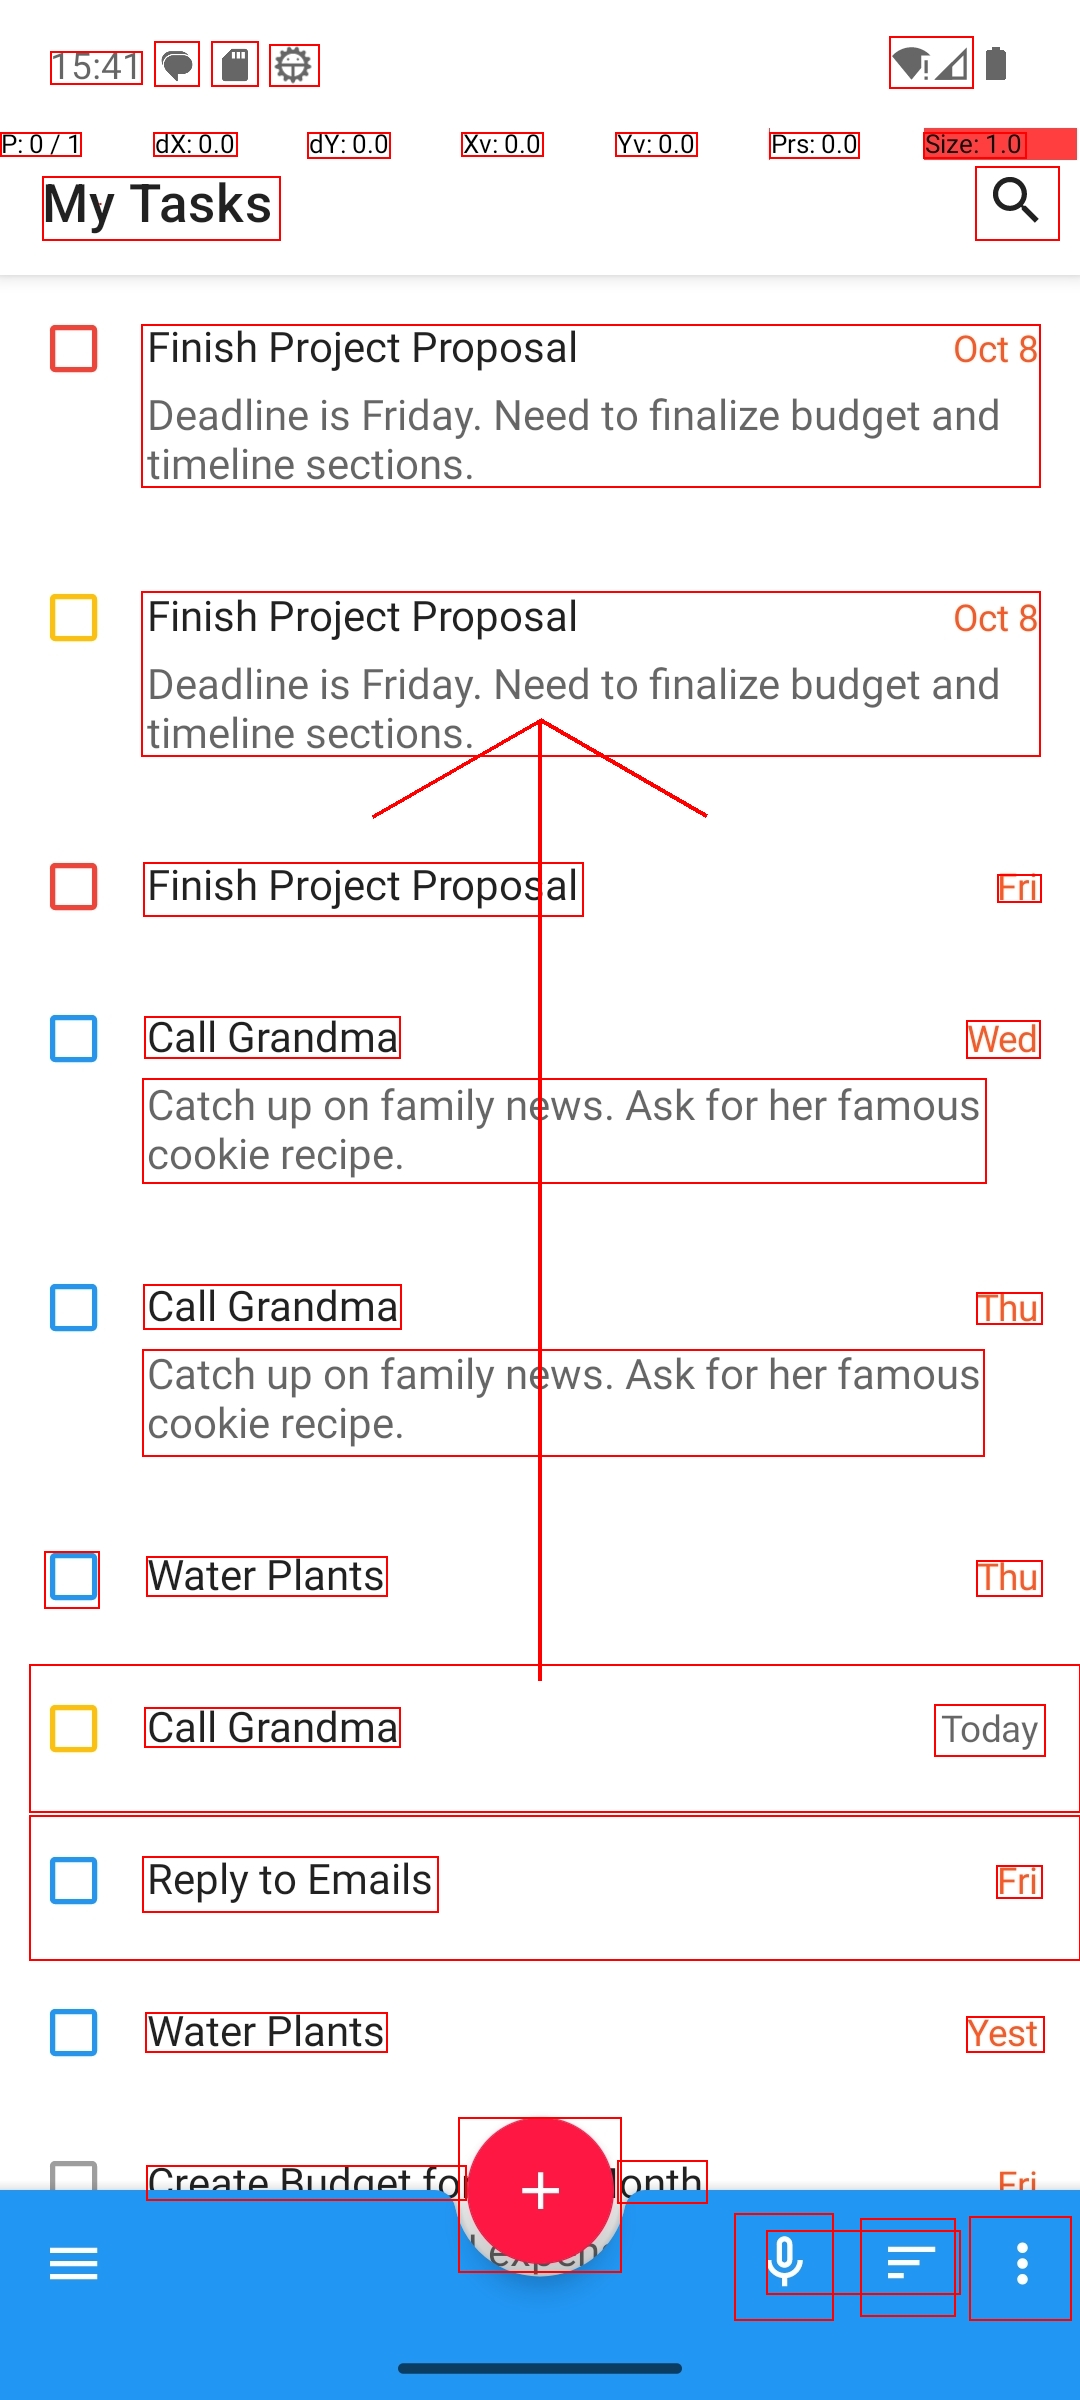 15:41
P: 0 / 1 dX: 0.0 dY: 0.0 Xv: 0.0 Yv: 0.0 Prs: 0.0 Size: 1.0
My Tasks
Finish Project Proposal Oct 8
Deadline is Friday. Need to finalize budget and
timeline sections.
Finish Project Proposal Oct 8
Deadline is Friday. Need to finalize budget and
timeline sections.
Finish Project Proposal Fri
Call Grandma Wed
Catch up on family news. Ask for her famous
cookie recipe.
Call Grandma Thu
Catch up on family news. Ask for her famous
cookie recipe.
Water Plants Thu
Call Grandma Today
Reply to Emails Fri
Water Plants Yest
Create Budget for onth Fri